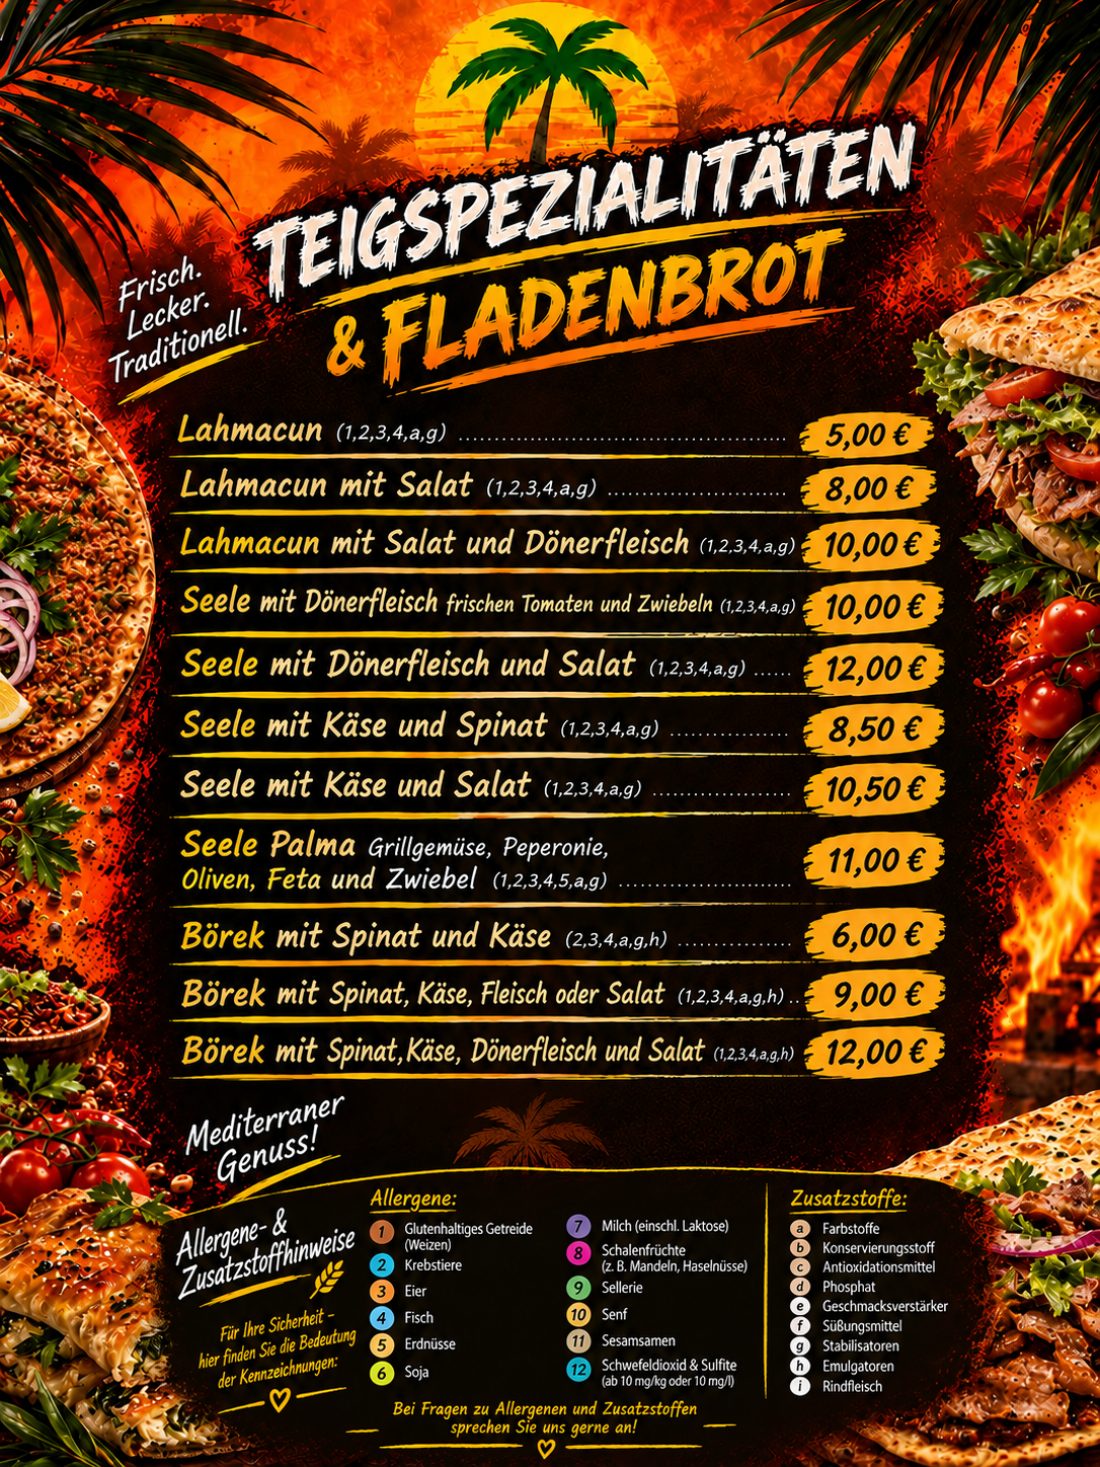 TEIGSPEZIALITÄTEN
& FLADENBROT
Frisch.
Lecker.
Traditionell.
Lahmacun (1,2,3,4,a,g) 5,00 €
Lahmacun mit Salat (1,2,3,4,a,g) 8,00 €
Lahmacun mit Salat und Dönerfleisch (1,2,3,4,a,g) 10,00 €
Seele mit Dönerfleisch frischen Tomaten und Zwiebeln (1,2,3,4,a,g) 10,00 €
Seele mit Dönerfleisch und Salat (1,2,3,4,a,g) 12,00 €
Seele mit Käse und Spinat (1,2,3,4,a,g) 8,50 €
Seele mit Käse und Salat (1,2,3,4,a,g) 10,50 €
Seele Palma Grillgemüse, Peperonie,
Oliven, Feta und Zwiebel (1,2,3,4,5,a,g) 11,00 €
Börek mit Spinat und Käse (2,3,4,a,g,h) 6,00 €
Börek mit Spinat, Käse, Fleisch oder Salat (1,2,3,4,a,g,h) 9,00 €
Börek mit Spinat, Käse, Dönerfleisch und Salat (1,2,3,4,a,g,h) 12,00 €
Mediterraner
Genuss!
Allergene- &
Zusatzstoffhinweise
Für Ihre Sicherheit –
hier finden Sie die Bedeutung
der Kennzeichnungen:
Allergene:
1 Glutenhaltiges Getreide
(Weizen)
2 Krebstiere
3 Eier
4 Fisch
5 Erdnüsse
6 Soja
7 Milch (einschl. Laktose)
8 Schalenfrüchte
(z. B. Mandeln, Haselnüsse)
9 Sellerie
10 Senf
11 Sesamsamen
12 Schwefeldioxid & Sulfite
(ab 10 mg/kg oder 10 mg/l)
Zusatzstoffe:
a Farbstoffe
b Konservierungsstoff
c Antioxidationsmittel
d Phosphat
e Geschmacksverstärker
f Süßungsmittel
g Stabilisatoren
h Emulgatoren
i Rindfleisch
Bei Fragen zu Allergenen und Zusatzstoffen
sprechen Sie uns gerne an!